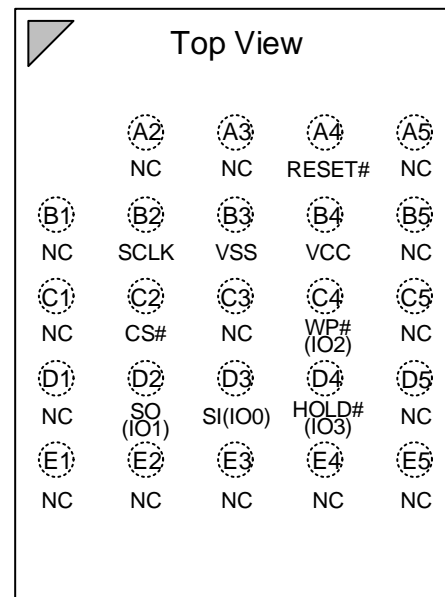 Top View
A2 A3 A4 A5
NC NC RESET# NC
B1 B2 B3 B4 B5
NC SCLK VSS VCC NC
C1 C2 C3 C4 C5
NC CS# NC WP# NC
(IO2)
D1 D2 D3 D4 D5
NC SO SI(IO0) HOLD# NC
(IO1) (IO3)
E1 E2 E3 E4 E5
NC NC NC NC NC